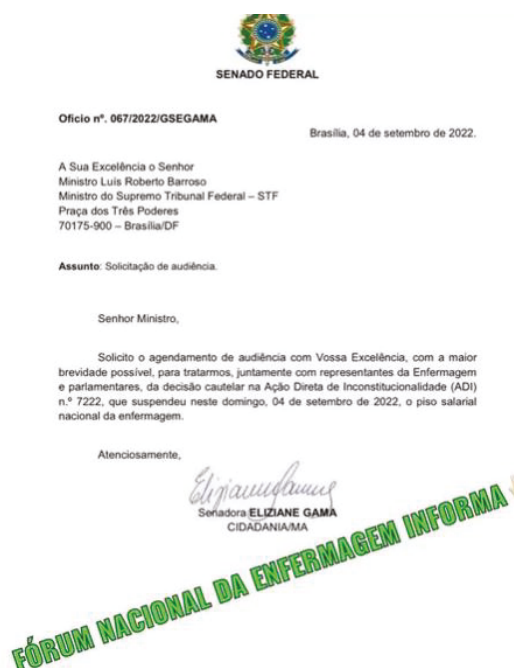 SENADO FEDERAL
Ofício nº. 067/2022/GSEGAMA
Brasília, 04 de setembro de 2022.
A Sua Excelência o Senhor
Ministro Luís Roberto Barroso
Ministro do Supremo Tribunal Federal – STF
Praça dos Três Poderes
70175-900 – Brasília/DF
Assunto: Solicitação de audiência.
Senhor Ministro,
Solicito o agendamento de audiência com Vossa Excelência, com a maior
brevidade possível, para tratarmos, juntamente com representantes da Enfermagem
e parlamentares, da decisão cautelar na Ação Direta de Inconstitucionalidade (ADI)
n.º 7222, que suspendeu neste domingo, 04 de setembro de 2022, o piso salarial
nacional da enfermagem.
Atenciosamente,
Eliziane Gama
Senadora ELIZIANE GAMA
CIDADANIA/MA
FÓRUM NACIONAL DA ENFERMAGEM INFORMA